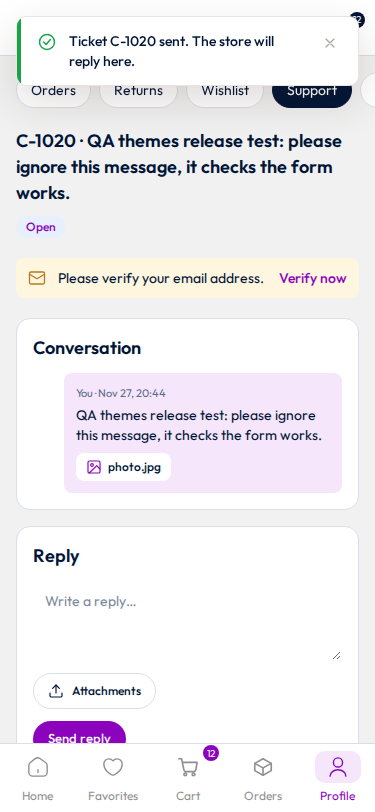 Ticket C-1020 sent. The store will
reply here.
Orders
Returns
Wishlist
Support
C-1020 · QA themes release test: please
ignore this message, it checks the form
works.
Open
Please verify your email address. Verify now
Conversation
You · Nov 27, 20:44
QA themes release test: please ignore
this message, it checks the form works.
photo.jpg
Reply
Write a reply...
Attachments
Send reply
12
Home
Favorites
Cart
Orders
Profile